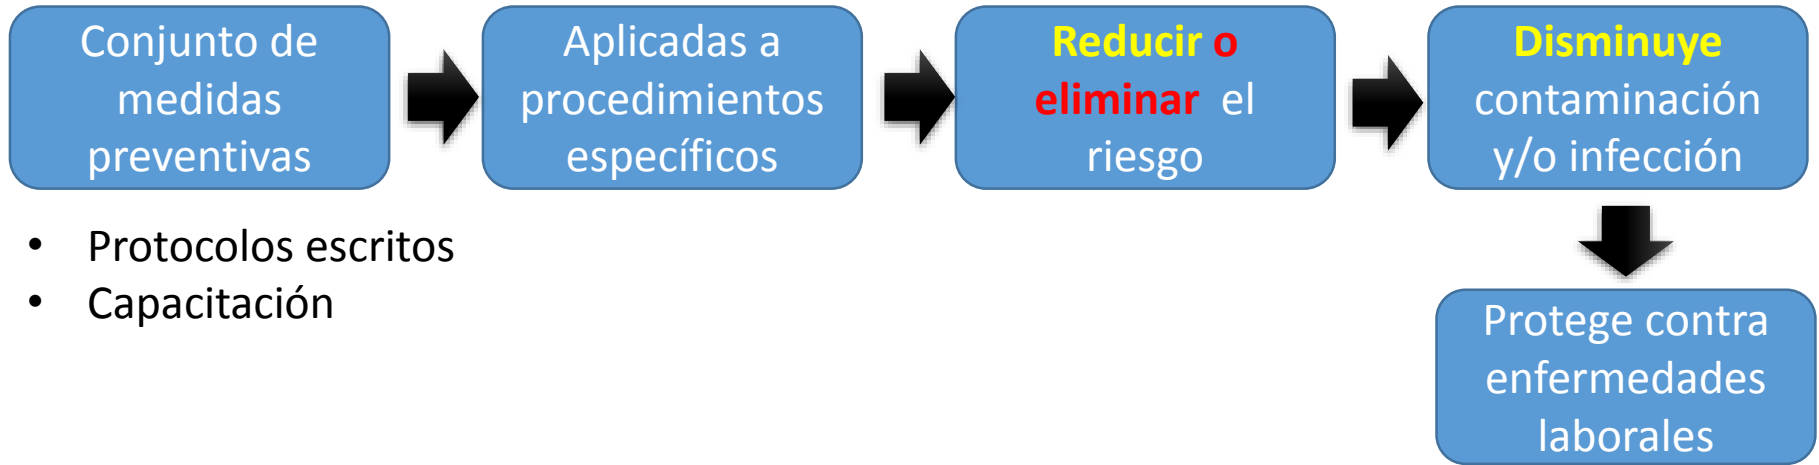 Conjunto de
medidas
preventivas
Aplicadas a
procedimientos
específicos
Reducir o
eliminar el
riesgo
Disminuye
contaminación
y/o infección
• Protocolos escritos
• Capacitación
Protege contra
enfermedades
laborales